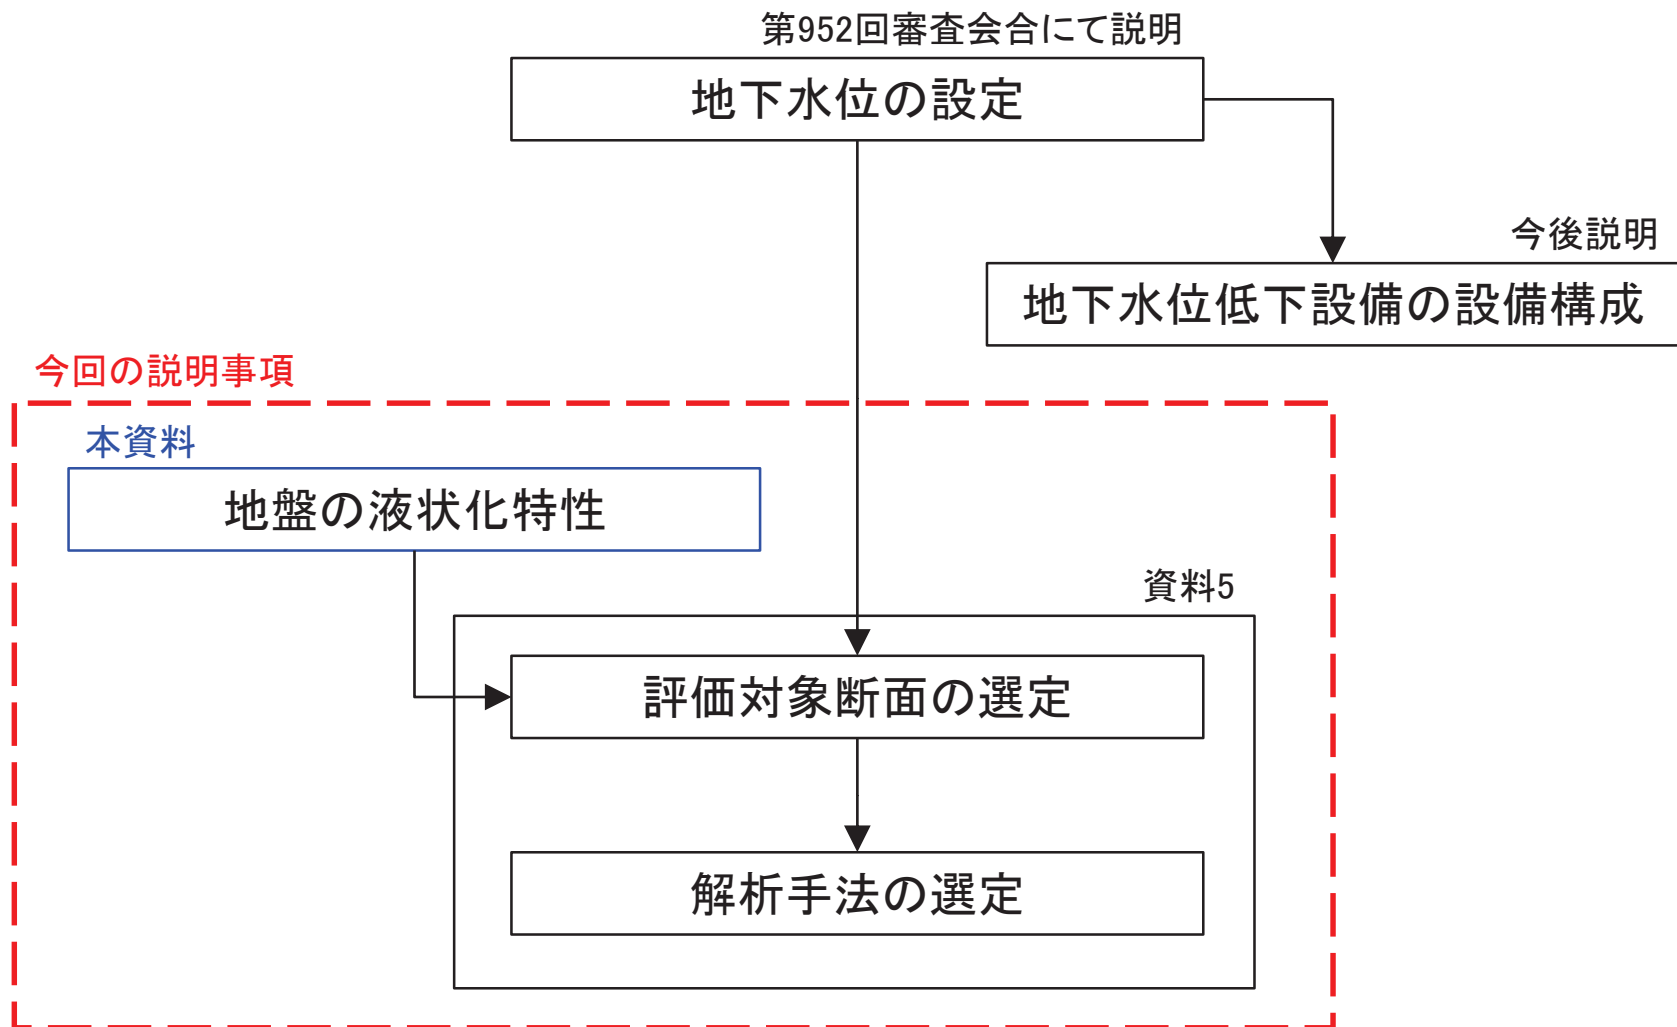 第952回審査会合にて説明
地下水位の設定
今後説明
地下水位低下設備の設備構成
今回の説明事項
本資料
地盤の液状化特性
資料5
評価対象断面の選定
解析手法の選定